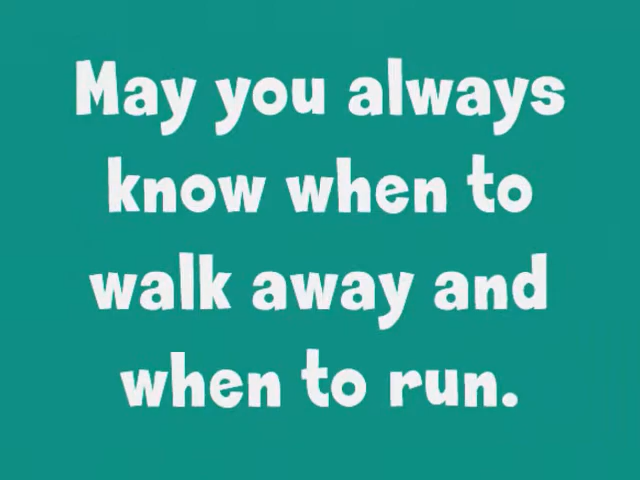 May you always
know when to
walk away and
when to run.